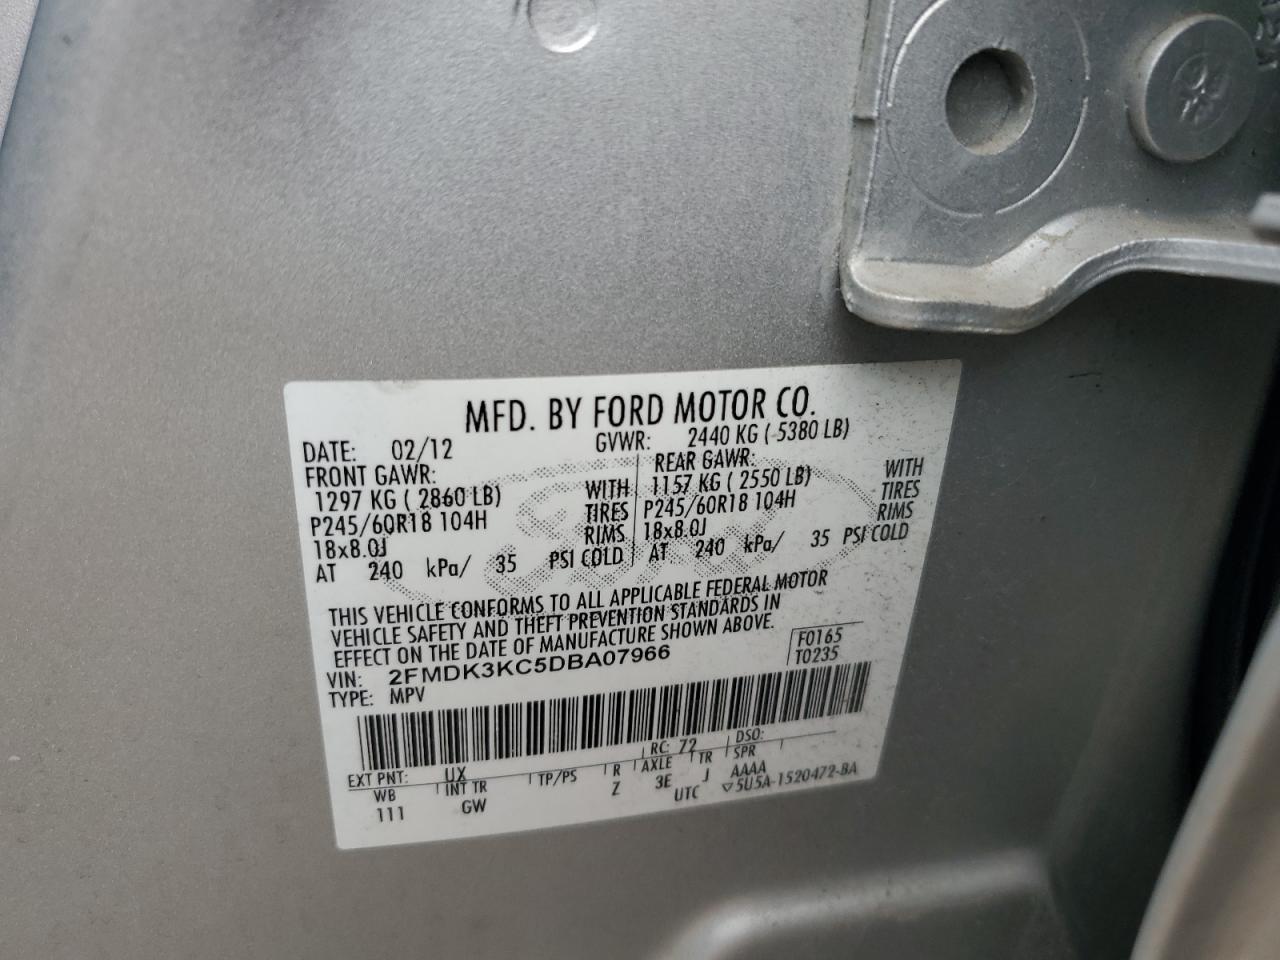 MFD. BY FORD MOTOR CO.
DATE: 02/12 GVWR: 2440 KG ( 5380 LB)
FRONT GAWR: REAR GAWR:
1297 KG ( 2860 LB) WITH 1157 KG ( 2550 LB) WITH
P245/60R18 104H TIRES P245/60R18 104H TIRES
18x8.0J RIMS 18x8.0J RIMS
AT 240 kPa/ 35 PSI COLD AT 240 kPa/ 35 PSI COLD
THIS VEHICLE CONFORMS TO ALL APPLICABLE FEDERAL MOTOR
VEHICLE SAFETY AND THEFT PREVENTION STANDARDS IN
EFFECT ON THE DATE OF MANUFACTURE SHOWN ABOVE.
F0165
VIN: 2FMDK3KC5DBA07966 T0235
TYPE: MPV
EXT PNT: UX RC: 72 DSO:
WB INT TR TP/PS R AXLE TR SPR
111 GW Z 3E J AAAA
UTC ▽5U5A-1520472-BA